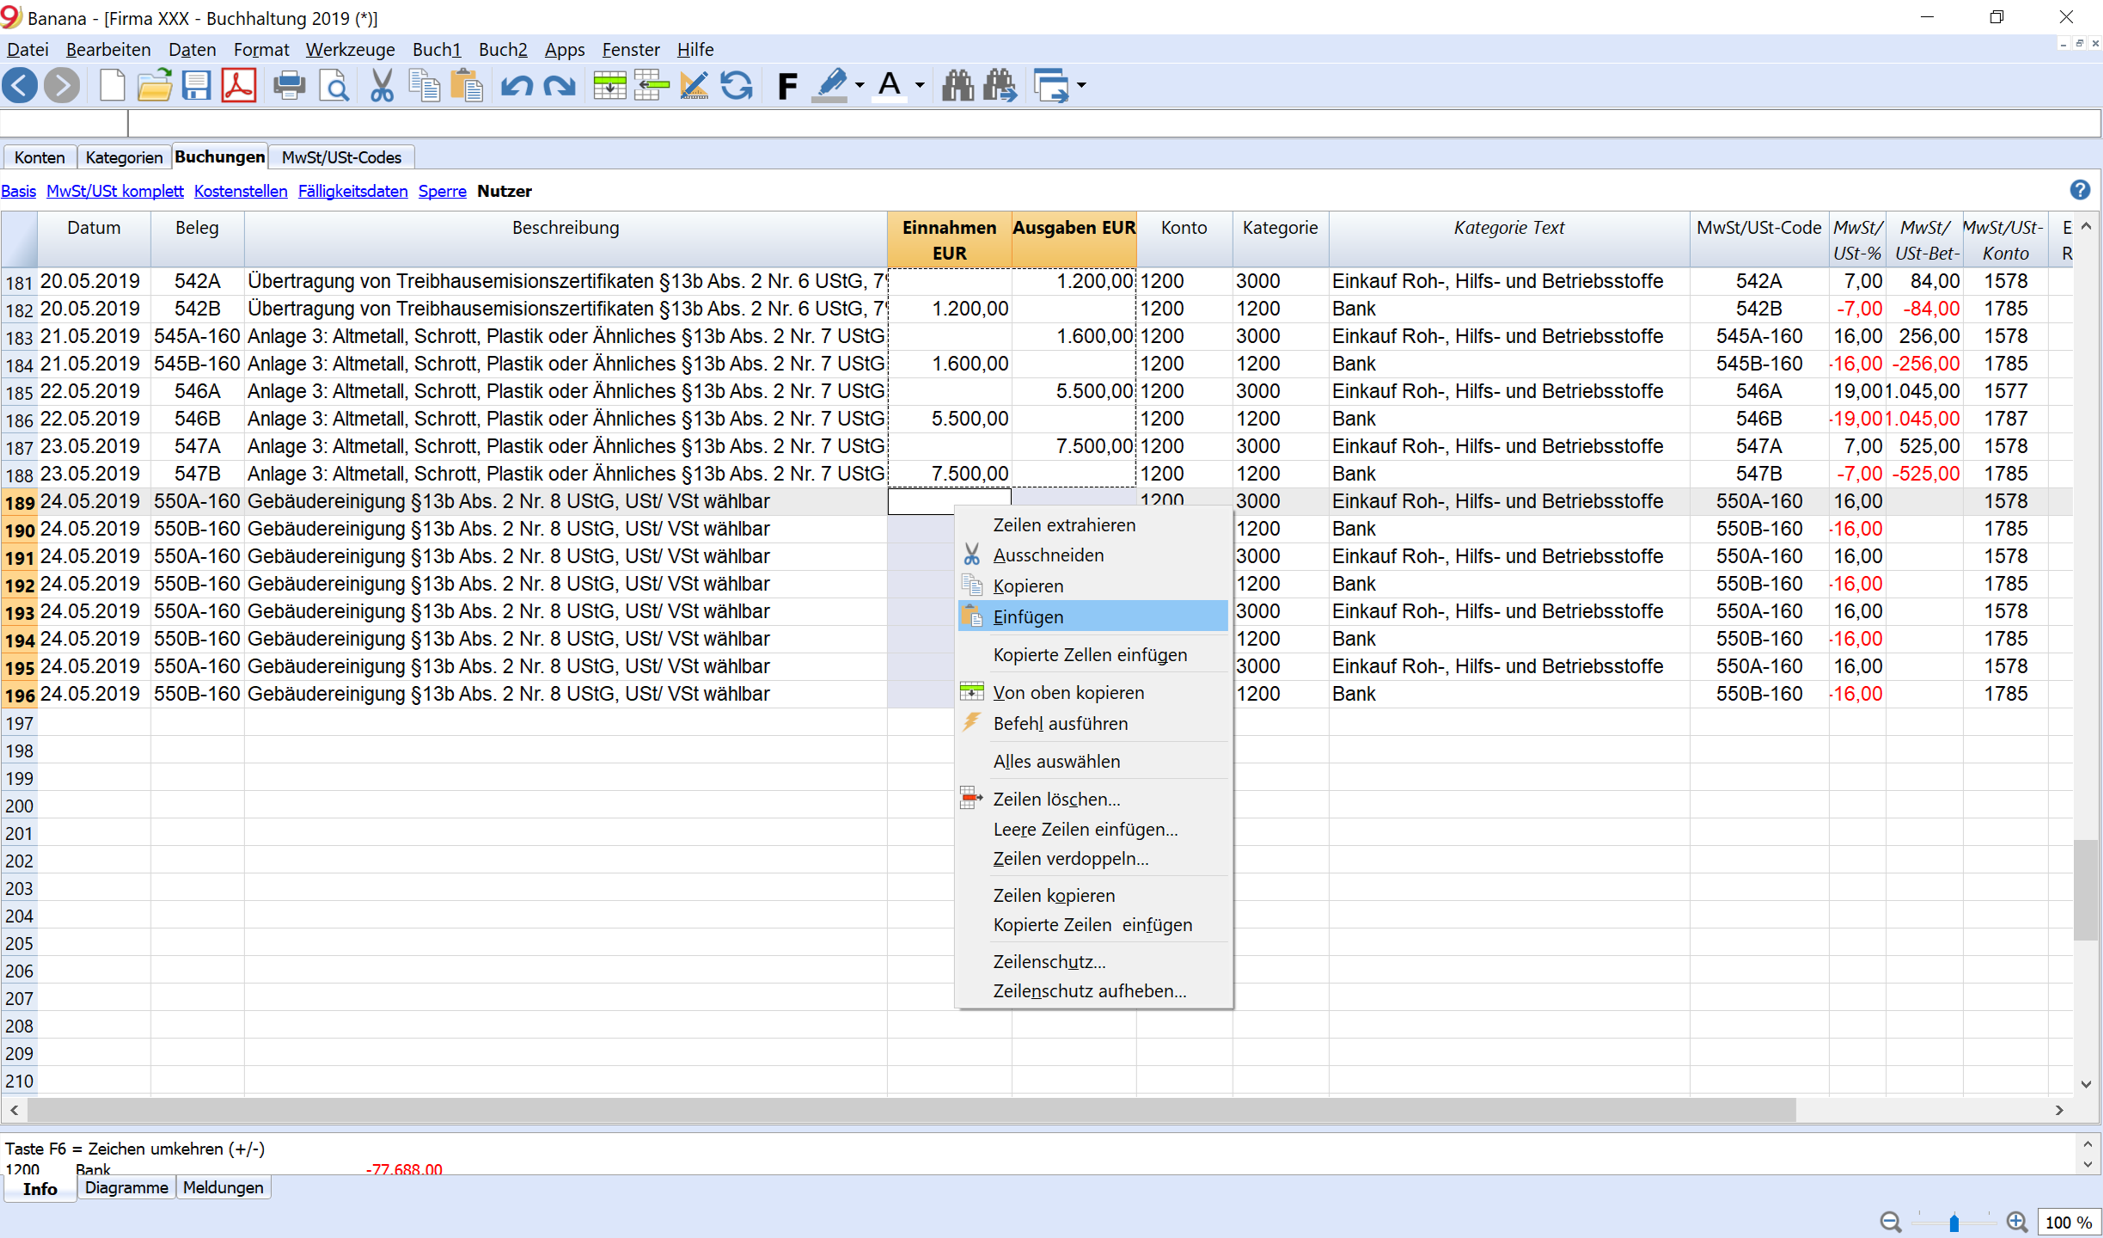 Banana - [Firma XXX - Buchhaltung 2019 (*)]
Datei Bearbeiten Daten Format Werkzeuge Buch1 Buch2 Apps Fenster Hilfe
F A
Konten Kategorien Buchungen MwSt/USt-Codes
Basis MwSt/USt komplett Kostenstellen Fälligkeitsdaten Sperre Nutzer
Datum Beleg Beschreibung Einnahmen EUR Ausgaben EUR Konto Kategorie Kategorie Text MwSt/USt-Code MwSt/ USt-% MwSt/ USt-Bet- MwSt/USt- Konto
181 20.05.2019 542A Übertragung von Treibhausemisionszertifikaten §13b Abs. 2 Nr. 6 UStG, 7% 1.200,00 1200 3000 Einkauf Roh-, Hilfs- und Betriebsstoffe 542A 7,00 84,00 1578
182 20.05.2019 542B Übertragung von Treibhausemisionszertifikaten §13b Abs. 2 Nr. 6 UStG, 7% 1.200,00 1200 1200 Bank 542B -7,00 -84,00 1785
183 21.05.2019 545A-160 Anlage 3: Altmetall, Schrott, Plastik oder Ähnliches §13b Abs. 2 Nr. 7 UStG 1.600,00 1200 3000 Einkauf Roh-, Hilfs- und Betriebsstoffe 545A-160 16,00 256,00 1578
184 21.05.2019 545B-160 Anlage 3: Altmetall, Schrott, Plastik oder Ähnliches §13b Abs. 2 Nr. 7 UStG 1.600,00 1200 1200 Bank 545B-160 -16,00 -256,00 1785
185 22.05.2019 546A Anlage 3: Altmetall, Schrott, Plastik oder Ähnliches §13b Abs. 2 Nr. 7 UStG 5.500,00 1200 3000 Einkauf Roh-, Hilfs- und Betriebsstoffe 546A 19,00 1.045,00 1577
186 22.05.2019 546B Anlage 3: Altmetall, Schrott, Plastik oder Ähnliches §13b Abs. 2 Nr. 7 UStG 5.500,00 1200 1200 Bank 546B -19,00 1.045,00 1787
187 23.05.2019 547A Anlage 3: Altmetall, Schrott, Plastik oder Ähnliches §13b Abs. 2 Nr. 7 UStG 7.500,00 1200 3000 Einkauf Roh-, Hilfs- und Betriebsstoffe 547A 7,00 525,00 1578
188 23.05.2019 547B Anlage 3: Altmetall, Schrott, Plastik oder Ähnliches §13b Abs. 2 Nr. 7 UStG 7.500,00 1200 1200 Bank 547B -7,00 -525,00 1785
189 24.05.2019 550A-160 Gebäudereinigung §13b Abs. 2 Nr. 8 UStG, USt/ VSt wählbar 1200 3000 Einkauf Roh-, Hilfs- und Betriebsstoffe 550A-160 16,00 1578
190 24.05.2019 550B-160 Gebäudereinigung §13b Abs. 2 Nr. 8 UStG, USt/ VSt wählbar 1200 Bank 550B-160 -16,00 1785
191 24.05.2019 550A-160 Gebäudereinigung §13b Abs. 2 Nr. 8 UStG, USt/ VSt wählbar 3000 Einkauf Roh-, Hilfs- und Betriebsstoffe 550A-160 16,00 1578
192 24.05.2019 550B-160 Gebäudereinigung §13b Abs. 2 Nr. 8 UStG, USt/ VSt wählbar 1200 Bank 550B-160 -16,00 1785
193 24.05.2019 550A-160 Gebäudereinigung §13b Abs. 2 Nr. 8 UStG, USt/ VSt wählbar 3000 Einkauf Roh-, Hilfs- und Betriebsstoffe 550A-160 16,00 1578
194 24.05.2019 550B-160 Gebäudereinigung §13b Abs. 2 Nr. 8 UStG, USt/ VSt wählbar 1200 Bank 550B-160 -16,00 1785
195 24.05.2019 550A-160 Gebäudereinigung §13b Abs. 2 Nr. 8 UStG, USt/ VSt wählbar 3000 Einkauf Roh-, Hilfs- und Betriebsstoffe 550A-160 16,00 1578
196 24.05.2019 550B-160 Gebäudereinigung §13b Abs. 2 Nr. 8 UStG, USt/ VSt wählbar 1200 Bank 550B-160 -16,00 1785
197
198
199
200
201
202
203
204
205
206
207
208
209
210
Zeilen extrahieren
Ausschneiden
Kopieren
Einfügen
Kopierte Zellen einfügen
Von oben kopieren
Befehl ausführen
Alles auswählen
Zeilen löschen...
Leere Zeilen einfügen...
Zeilen verdoppeln...
Zeilen kopieren
Kopierte Zeilen einfügen
Zeilenschutz...
Zeilenschutz aufheben...
Taste F6 = Zeichen umkehren (+/-)
1200 Bank -77.688,00
Info Diagramme Meldungen
100 %